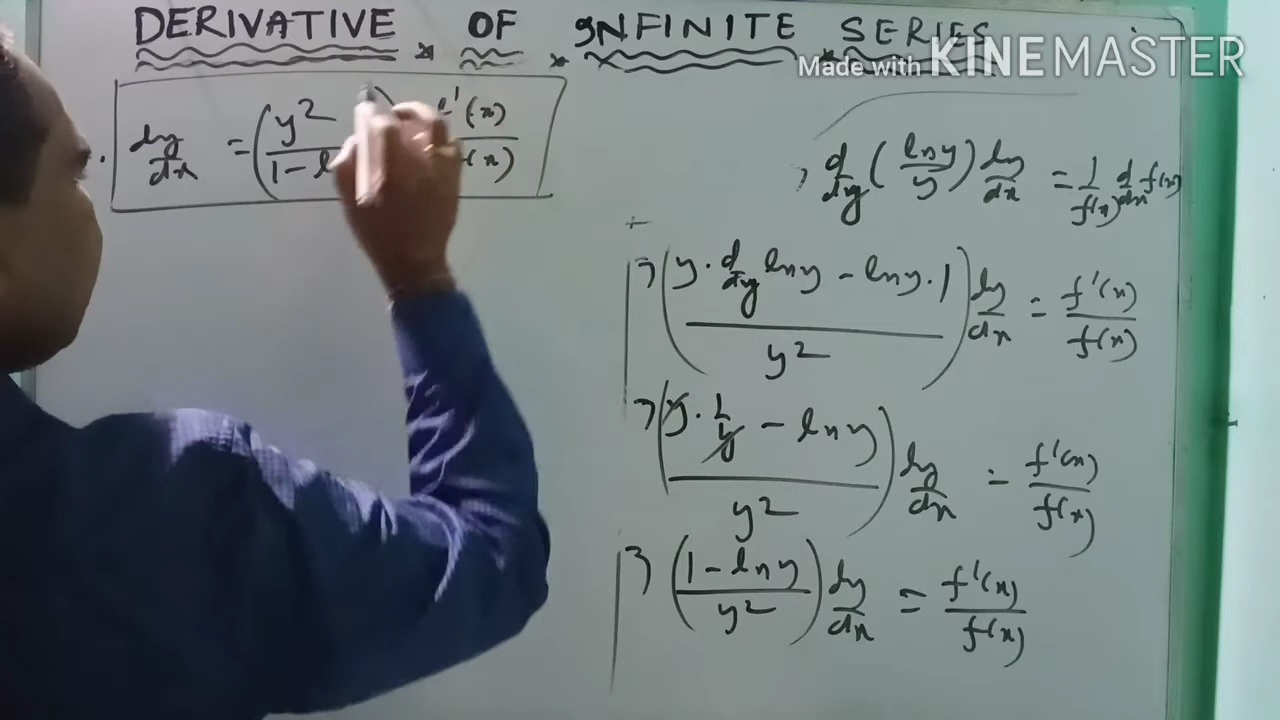 DERIVATIVE OF INFINITE SERIES
Made with KINEMASTER
dy/dx = (y²/1 - l ) f'(x)/f(x)
d/dy (lny/y) dy/dx = 1/f(x) d/dx f(x)
⇒ (y. d/dy lny - lny.1 / y²) dy/dx = f'(x)/f(x)
⇒ (y. 1/y - lny / y²) dy/dx = f'(x)/f(x)
⇒ (1 - lny / y²) dy/dx = f'(x)/f(x)